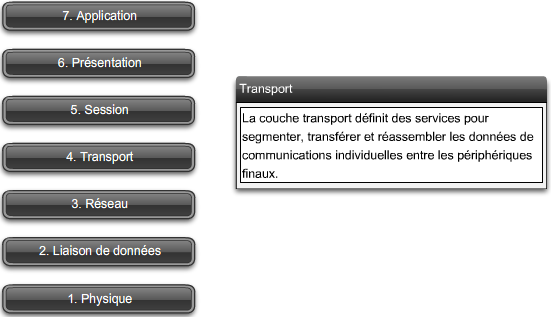 7. Application
6. Présentation
5. Session
4. Transport
3. Réseau
2. Liaison de données
1. Physique
Transport
La couche transport définit des services pour
segmenter, transférer et réassembler les données de
communications individuelles entre les périphériques
finaux.